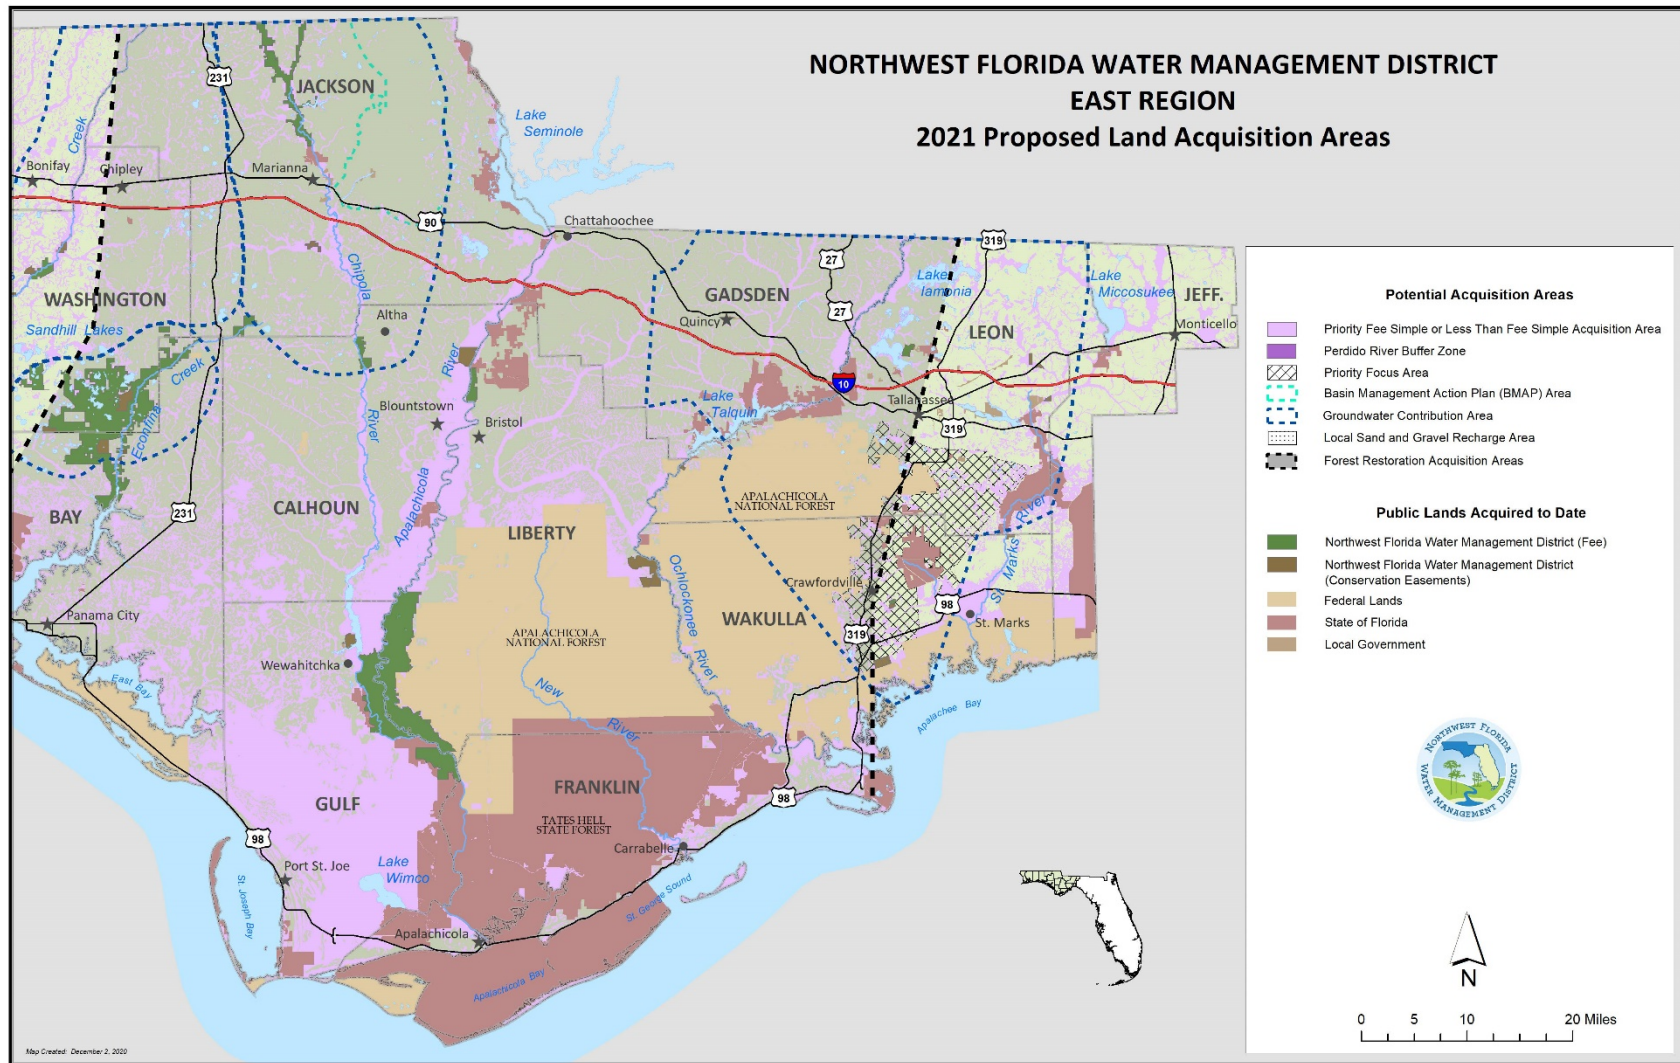 NORTHWEST FLORIDA WATER MANAGEMENT DISTRICT
EAST REGION
2021 Proposed Land Acquisition Areas
231
JACKSON
Creek
Lake
Seminole
Bonifay
Chipley
Marianna
90
Chattahoochee
319
27
Lake
Iamonia
Lake
Miccosukee
JEFF.
Chipola
WASHINGTON
GADSDEN
27
LEON
Altha
Quincy
Monticello
Sandhill Lakes
River
Creek
10
Lake
Talquin
Tallahassee
Blountstown
Bristol
319
River
Econfina
Apalachicola
BAY
231
CALHOUN
LIBERTY
APALACHICOLA
NATIONAL FOREST
St. Marks River
Ochlockonee River
Crawfordville
98
Panama City
WAKULLA
St. Marks
APALACHICOLA
NATIONAL FOREST
319
Wewahitchka
East Bay
New
River
Apalachee Bay
GULF
FRANKLIN
98
TATES HELL
STATE FOREST
98
Carrabelle
Port St. Joe
Lake
Wimco
St. Joseph Bay
St. George Sound
Apalachicola
Apalachicola Bay
Map Created: December 2, 2020
Potential Acquisition Areas
Priority Fee Simple or Less Than Fee Simple Acquisition Area
Perdido River Buffer Zone
Priority Focus Area
Basin Management Action Plan (BMAP) Area
Groundwater Contribution Area
Local Sand and Gravel Recharge Area
Forest Restoration Acquisition Areas
Public Lands Acquired to Date
Northwest Florida Water Management District (Fee)
Northwest Florida Water Management District
(Conservation Easements)
Federal Lands
State of Florida
Local Government
NORTHWEST FLORIDA
WATER MANAGEMENT DISTRICT
N
0 5 10 20 Miles